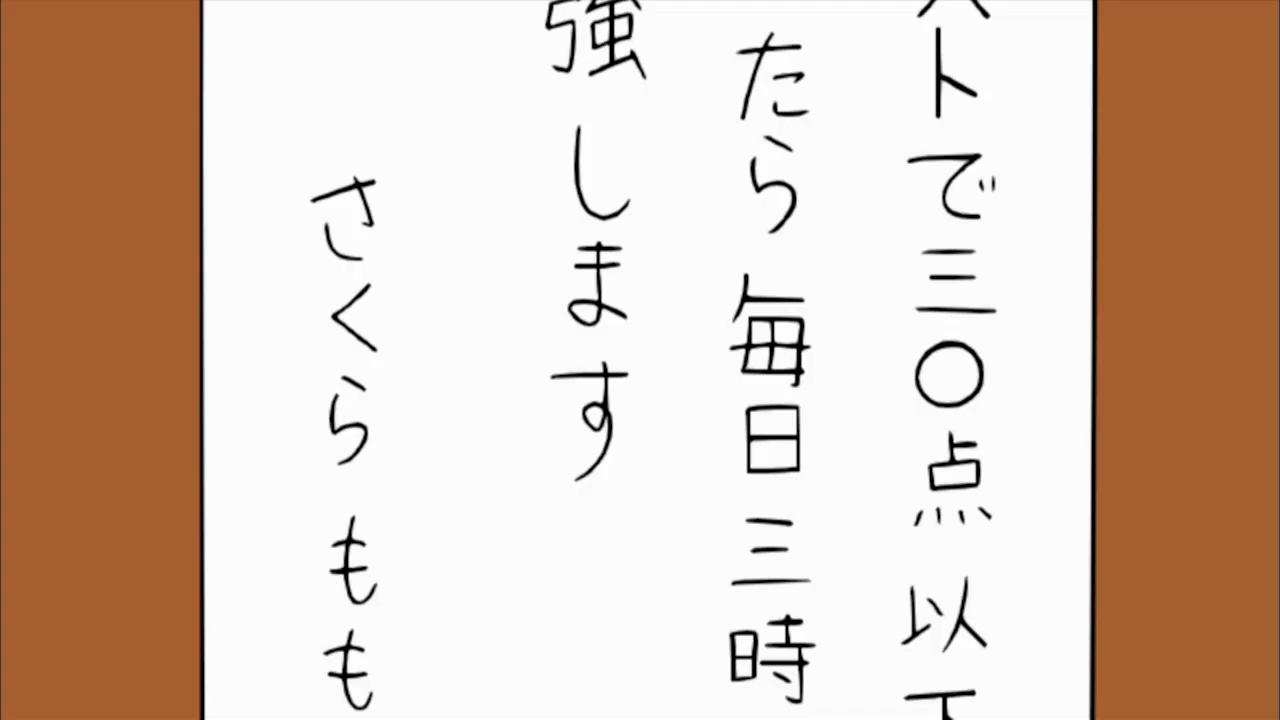 ストで三〇点以下
たら毎日三時
強します
さくらもも